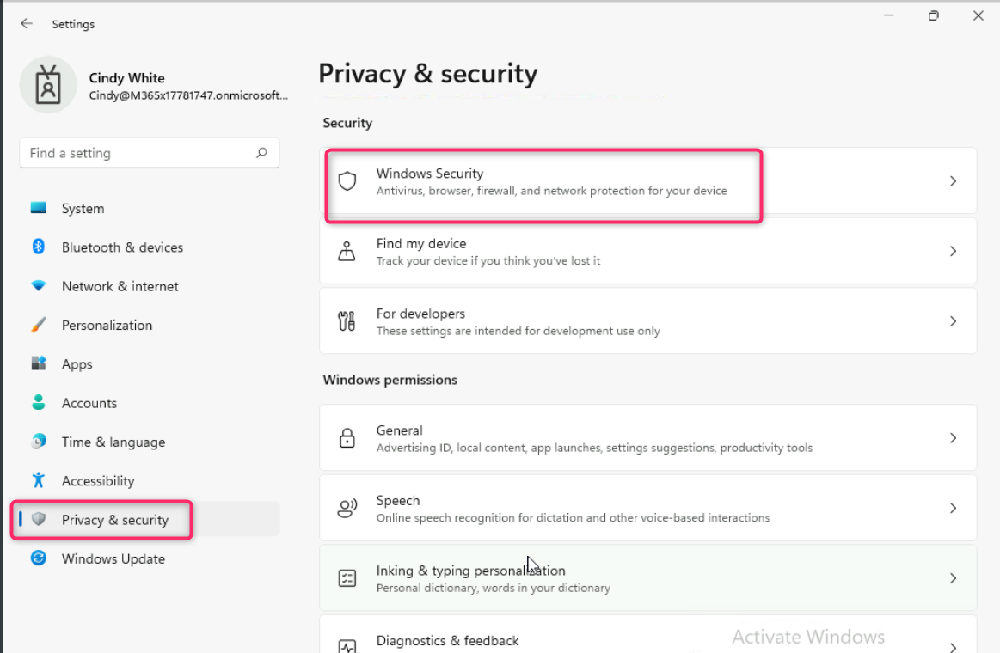 Settings
Cindy White
Cindy@M365x17781747.onmicrosoft...
Find a setting
System
Bluetooth & devices
Network & internet
Personalization
Apps
Accounts
Time & language
Accessibility
Privacy & security
Windows Update
Privacy & security
Security
Windows Security
Antivirus, browser, firewall, and network protection for your device
Find my device
Track your device if you think you've lost it
For developers
These settings are intended for development use only
Windows permissions
General
Advertising ID, local content, app launches, settings suggestions, productivity tools
Speech
Online speech recognition for dictation and other voice-based interactions
Inking & typing personalization
Personal dictionary, words in your dictionary
Diagnostics & feedback
Activate Windows